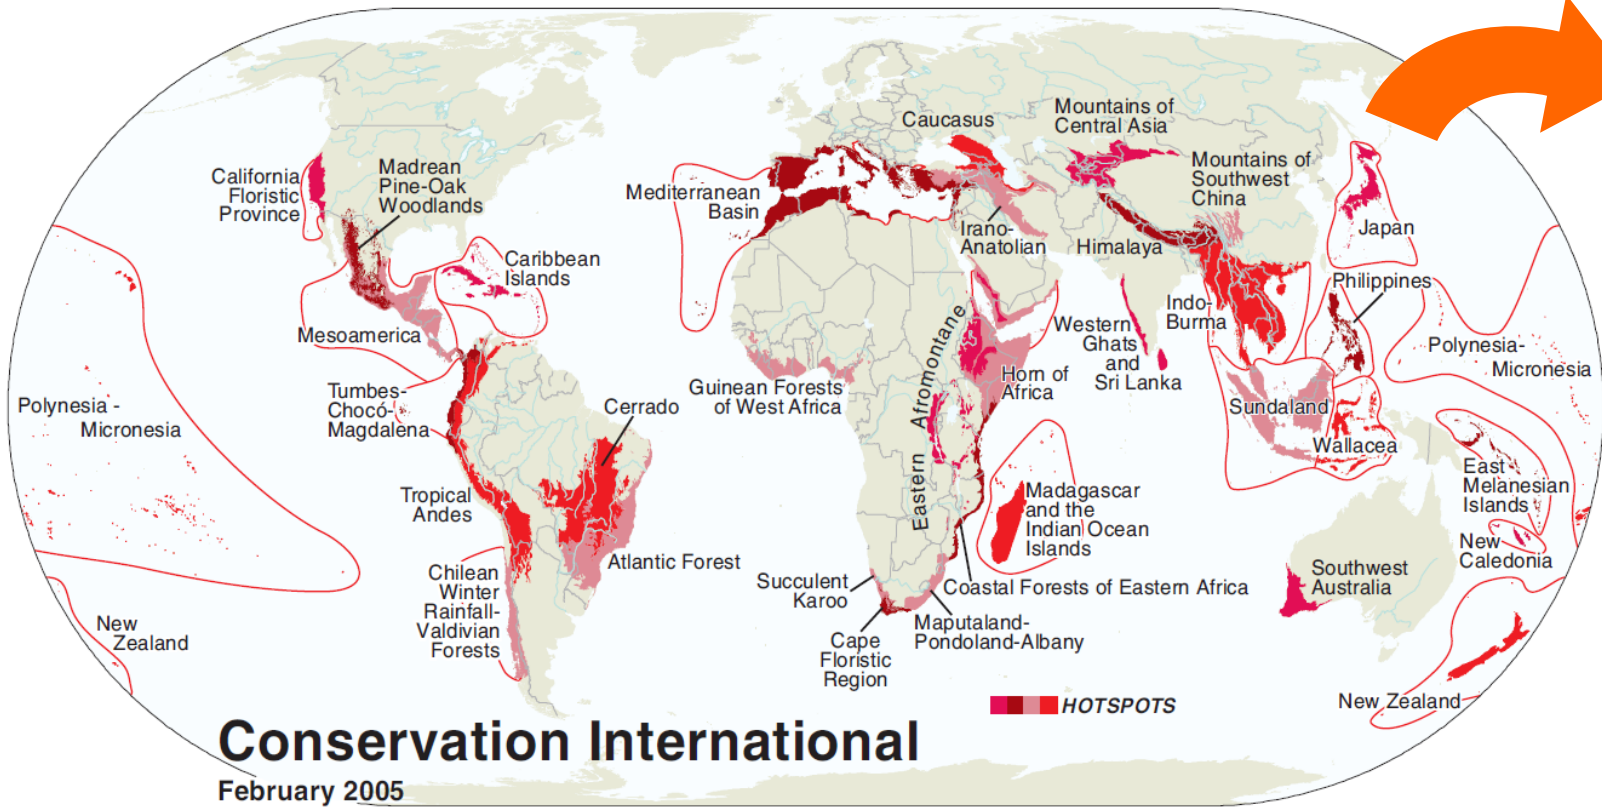 Caucasus
Mountains of
Central Asia
Mountains of
Southwest
China
California
Floristic
Province
Madrean
Pine-Oak
Woodlands
Mediterranean
Basin
Irano-
Anatolian
Himalaya
Japan
Caribbean
Islands
Philippines
Mesoamerica
Indo-
Burma
Western
Ghats
and
Sri Lanka
Polynesia-
Micronesia
Guinean Forests
of West Africa
Eastern Afromontane
Horn of
Africa
Tumbes-
Chocó-
Magdalena
Cerrado
Polynesia -
Micronesia
Sundaland
Wallacea
East
Melanesian
Islands
Tropical
Andes
Madagascar
and the
Indian Ocean
Islands
New
Caledonia
Atlantic Forest
Chilean
Winter
Rainfall-
Valdivian
Forests
Succulent
Karoo
Coastal Forests of Eastern Africa
Southwest
Australia
New
Zealand
Cape
Floristic
Region
Maputaland-
Pondoland-Albany
New Zealand
HOTSPOTS
Conservation International
February 2005